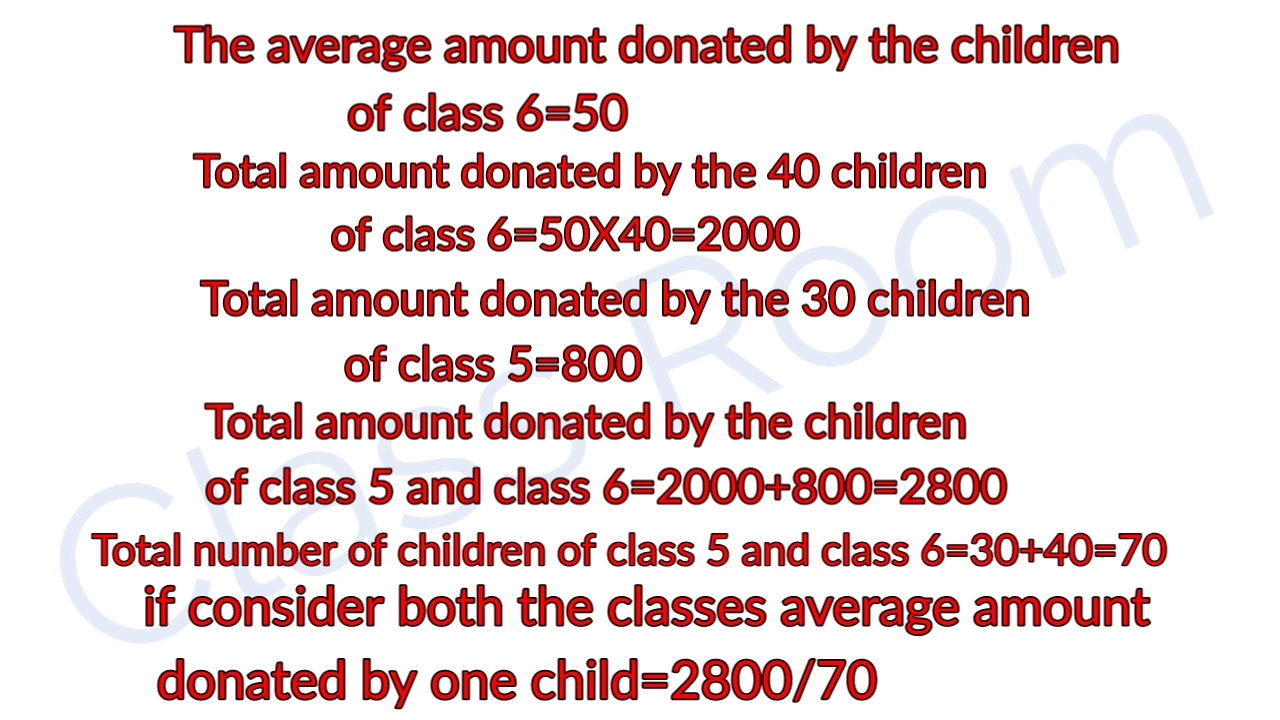 The average amount donated by the children
of class 6=50
Total amount donated by the 40 children
of class 6=50X40=2000
Total amount donated by the 30 children
of class 5=800
Total amount donated by the children
of class 5 and class 6=2000+800=2800
Total number of children of class 5 and class 6=30+40=70
if consider both the classes average amount
donated by one child=2800/70
Class Room